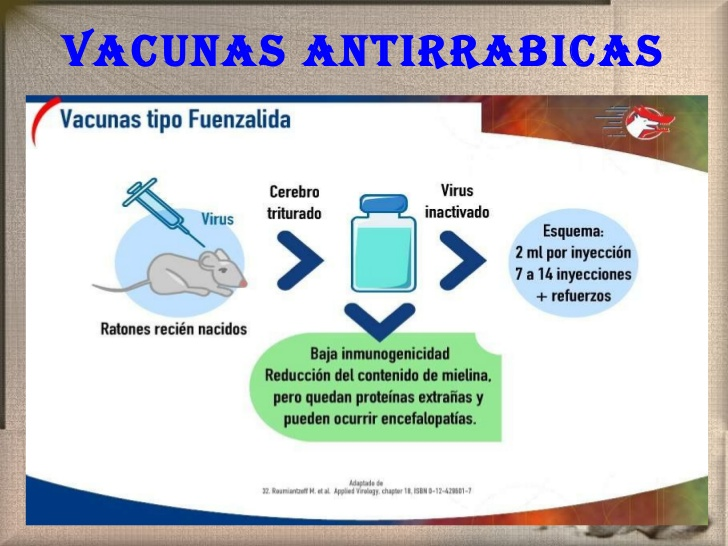 VACUNAS ANTIRRABICAS
Vacunas tipo Fuenzalida
Virus
Ratones recién nacidos
Cerebro
triturado
Virus
inactivado
Esquema:
2 ml por inyección
7 a 14 inyecciones
+ refuerzos
Baja inmunogenicidad
Reducción del contenido de mielina,
pero quedan proteínas extrañas y
pueden ocurrir encefalopatías.
Adaptado de
32. Roumiantzeff M. et al. Applied Virology, chapter 18, ISBN 0-12-429601-7